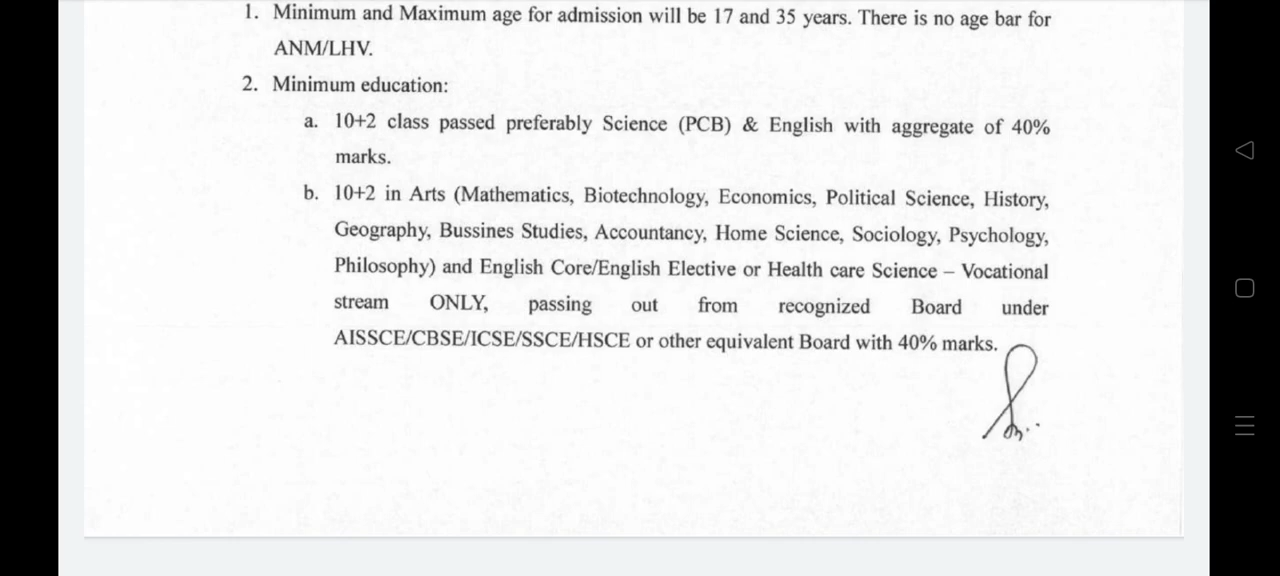 1. Minimum and Maximum age for admission will be 17 and 35 years. There is no age bar for
ANM/LHV.
2. Minimum education:
a. 10+2 class passed preferably Science (PCB) & English with aggregate of 40%
marks.
b. 10+2 in Arts (Mathematics, Biotechnology, Economics, Political Science, History,
Geography, Bussines Studies, Accountancy, Home Science, Sociology, Psychology,
Philosophy) and English Core/English Elective or Health care Science – Vocational
stream ONLY, passing out from recognized Board under
AISSCE/CBSE/ICSE/SSCE/HSCE or other equivalent Board with 40% marks.